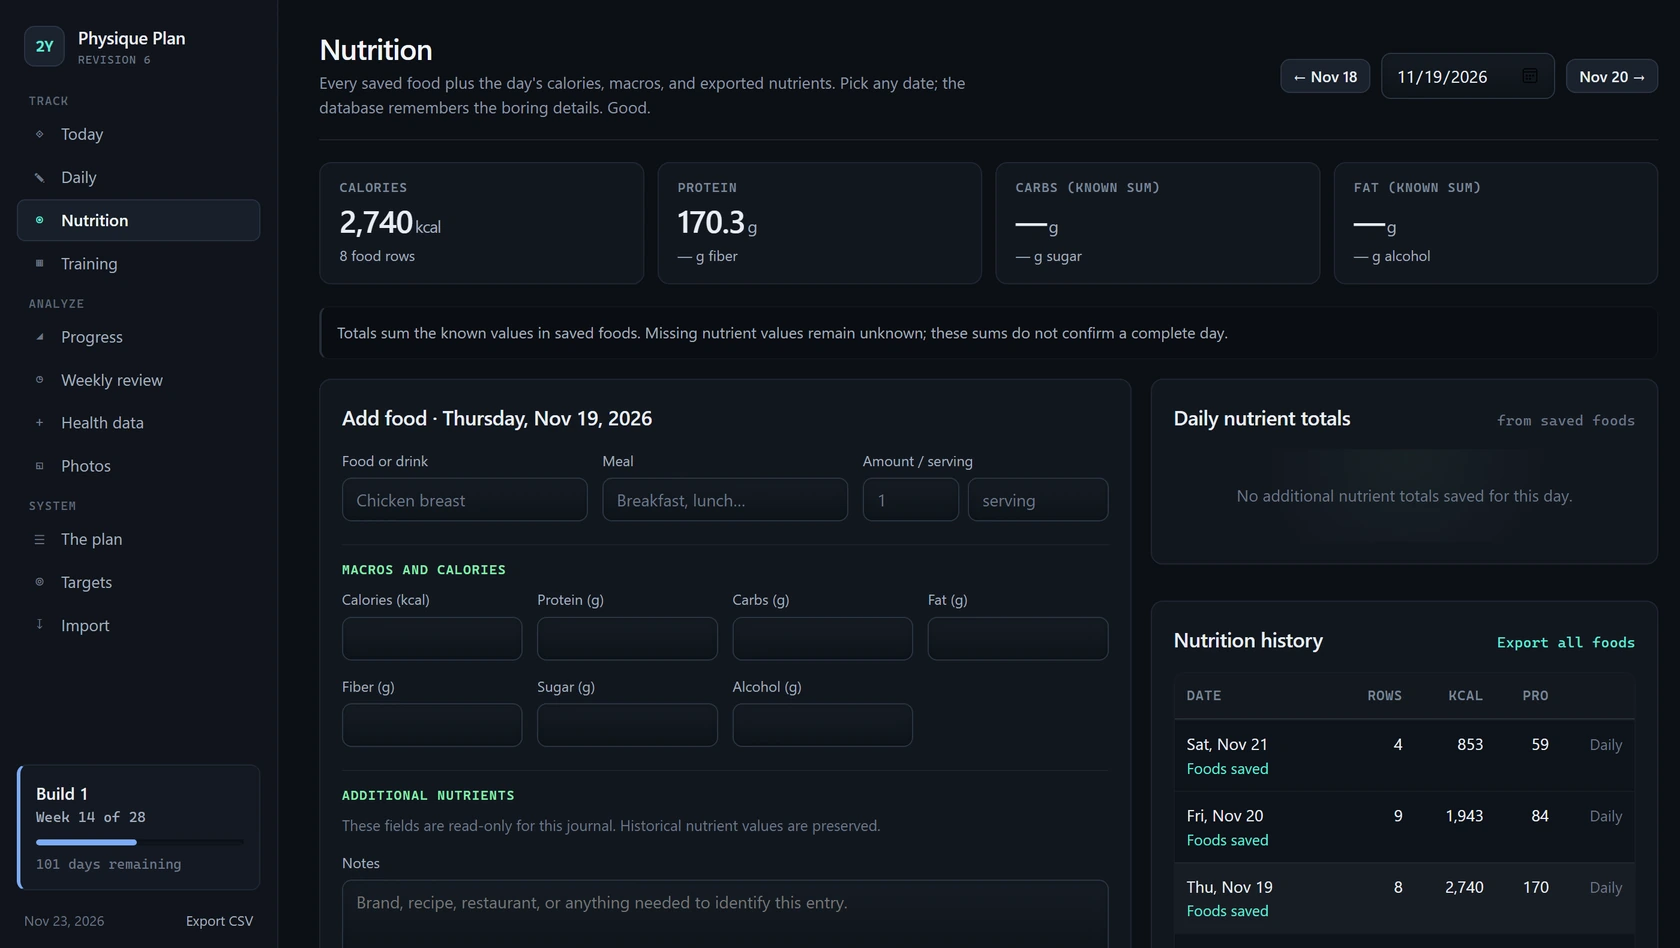 2Y
Physique Plan
REVISION 6
TRACK
Today
Daily
Nutrition
Training
ANALYZE
Progress
Weekly review
Health data
Photos
SYSTEM
The plan
Targets
Import
Build 1
Week 14 of 28
101 days remaining
Nov 23, 2026
Export CSV
Nutrition
Every saved food plus the day's calories, macros, and exported nutrients. Pick any date; the
database remembers the boring details. Good.
← Nov 18
11/19/2026
Nov 20 →
CALORIES
2,740 kcal
8 food rows
PROTEIN
170.3 g
— g fiber
CARBS (KNOWN SUM)
— g
— g sugar
FAT (KNOWN SUM)
— g
— g alcohol
Totals sum the known values in saved foods. Missing nutrient values remain unknown; these sums do not confirm a complete day.
Add food · Thursday, Nov 19, 2026
Food or drink
Meal
Amount / serving
Chicken breast
Breakfast, lunch...
1
serving
MACROS AND CALORIES
Calories (kcal)
Protein (g)
Carbs (g)
Fat (g)
Fiber (g)
Sugar (g)
Alcohol (g)
ADDITIONAL NUTRIENTS
These fields are read-only for this journal. Historical nutrient values are preserved.
Notes
Brand, recipe, restaurant, or anything needed to identify this entry.
Daily nutrient totals
from saved foods
No additional nutrient totals saved for this day.
Nutrition history
Export all foods
DATE ROWS KCAL PRO
Sat, Nov 21 4 853 59 Daily
Foods saved
Fri, Nov 20 9 1,943 84 Daily
Foods saved
Thu, Nov 19 8 2,740 170 Daily
Foods saved